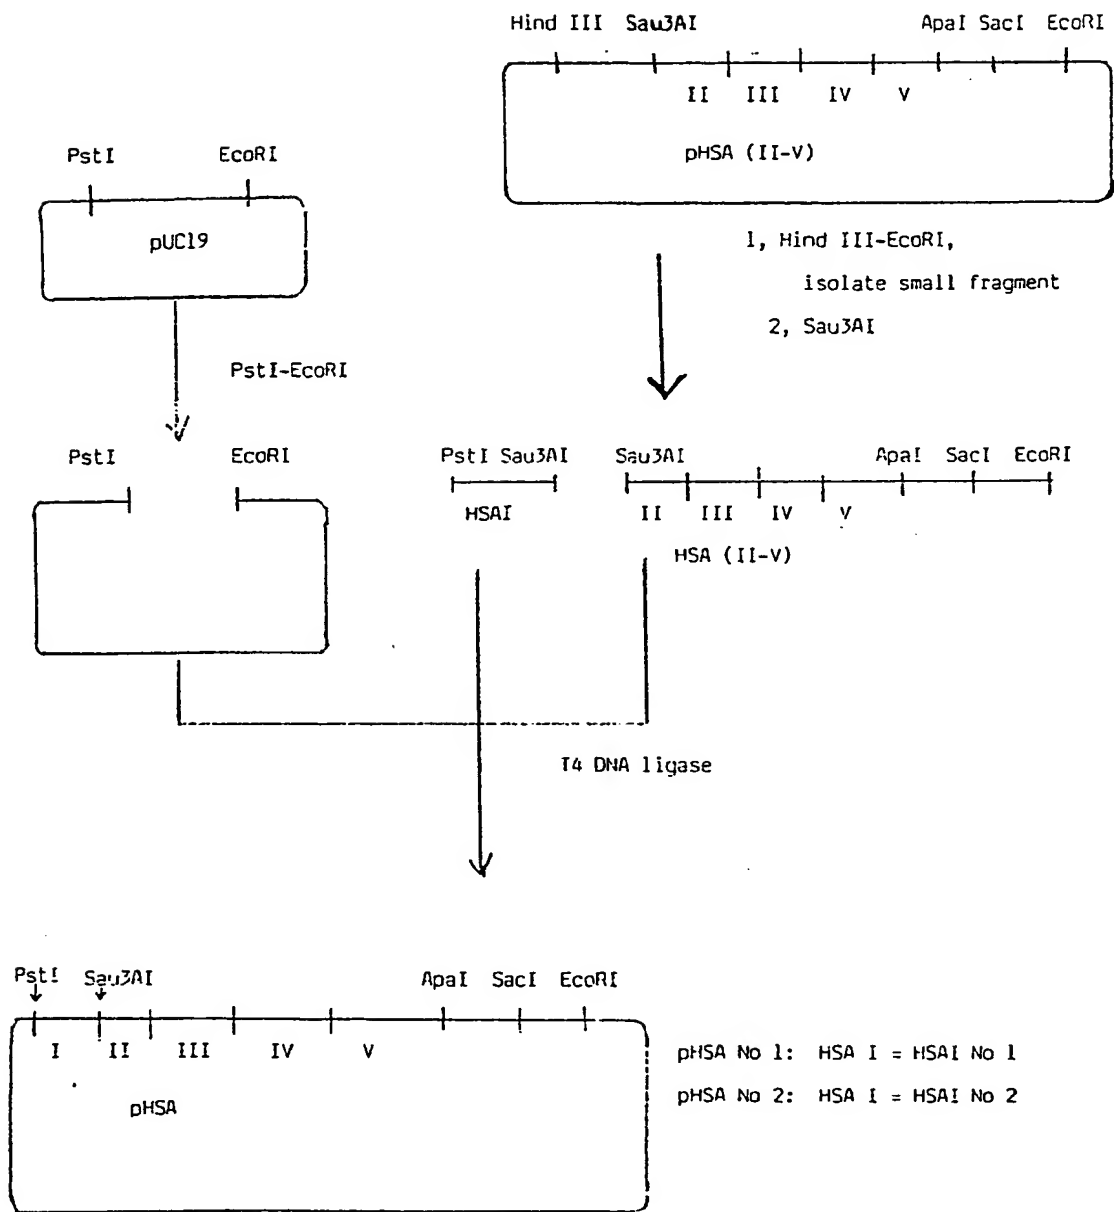 Hind III Sau3AI ApaI SacI EcoRI
II III IV V
pHSA (II-V)
PstI EcoRI
pUC19
1, Hind III-EcoRI,
isolate small fragment
2, Sau3AI
PstI-EcoRI
PstI EcoRI
PstI Sau3AI
HSAI
Sau3AI ApaI SacI EcoRI
II III IV V
HSA (II-V)
T4 DNA ligase
PstI Sau3AI ApaI SacI EcoRI
I II III IV V
pHSA
pHSA No 1: HSA I = HSAI No 1
pHSA No 2: HSA I = HSAI No 2